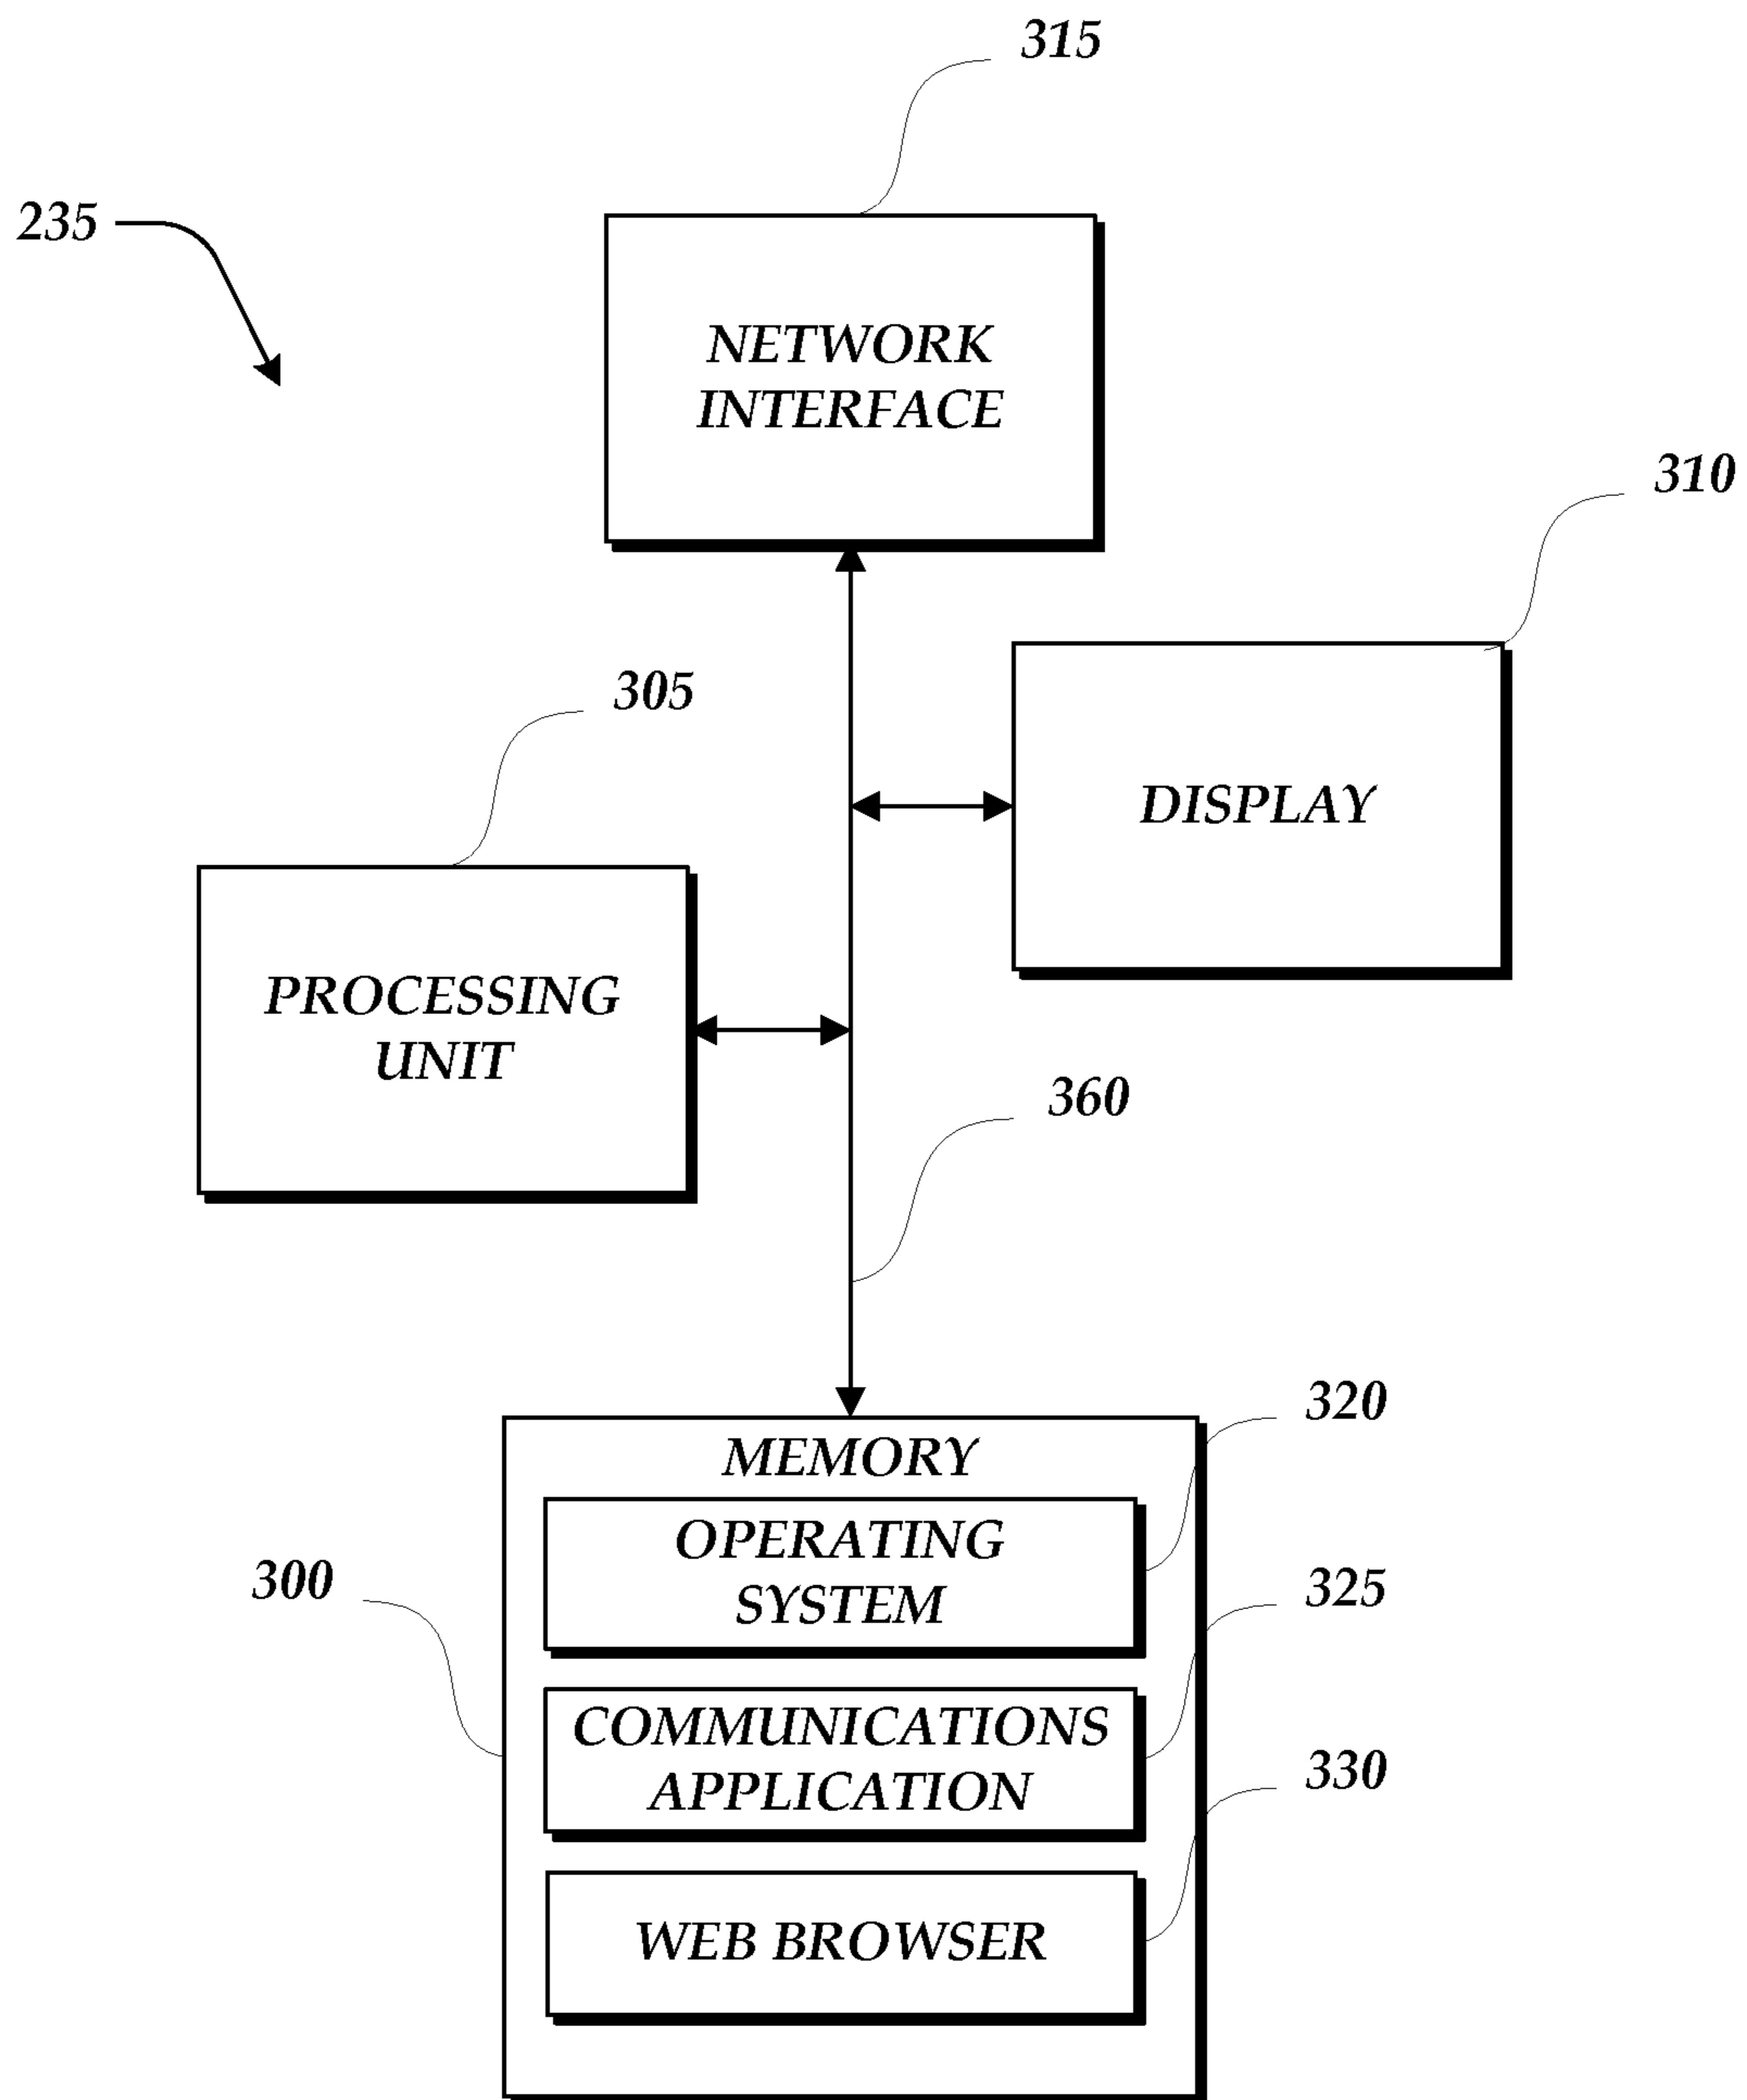 315
235
NETWORK
INTERFACE
310
305
DISPLAY
PROCESSING
UNIT
360
320
MEMORY
OPERATING
SYSTEM
300
325
COMMUNICATIONS
APPLICATION
330
WEB BROWSER